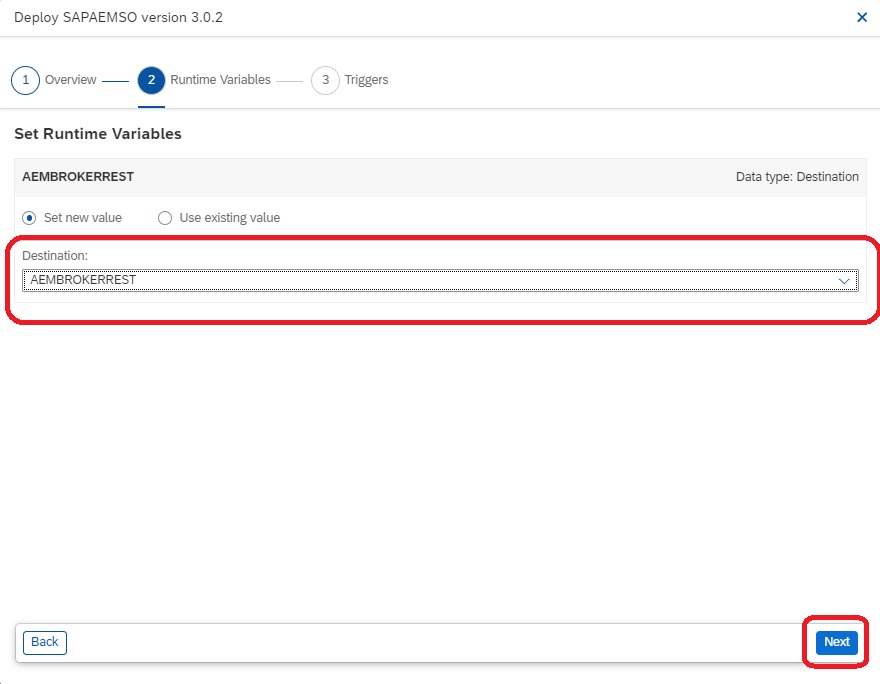 Deploy SAPAEMSO version 3.0.2
1 Overview 2 Runtime Variables 3 Triggers
Set Runtime Variables
AEMBROKERREST Data type: Destination
Set new value Use existing value
Destination:
AEMBROKERREST
Back Next